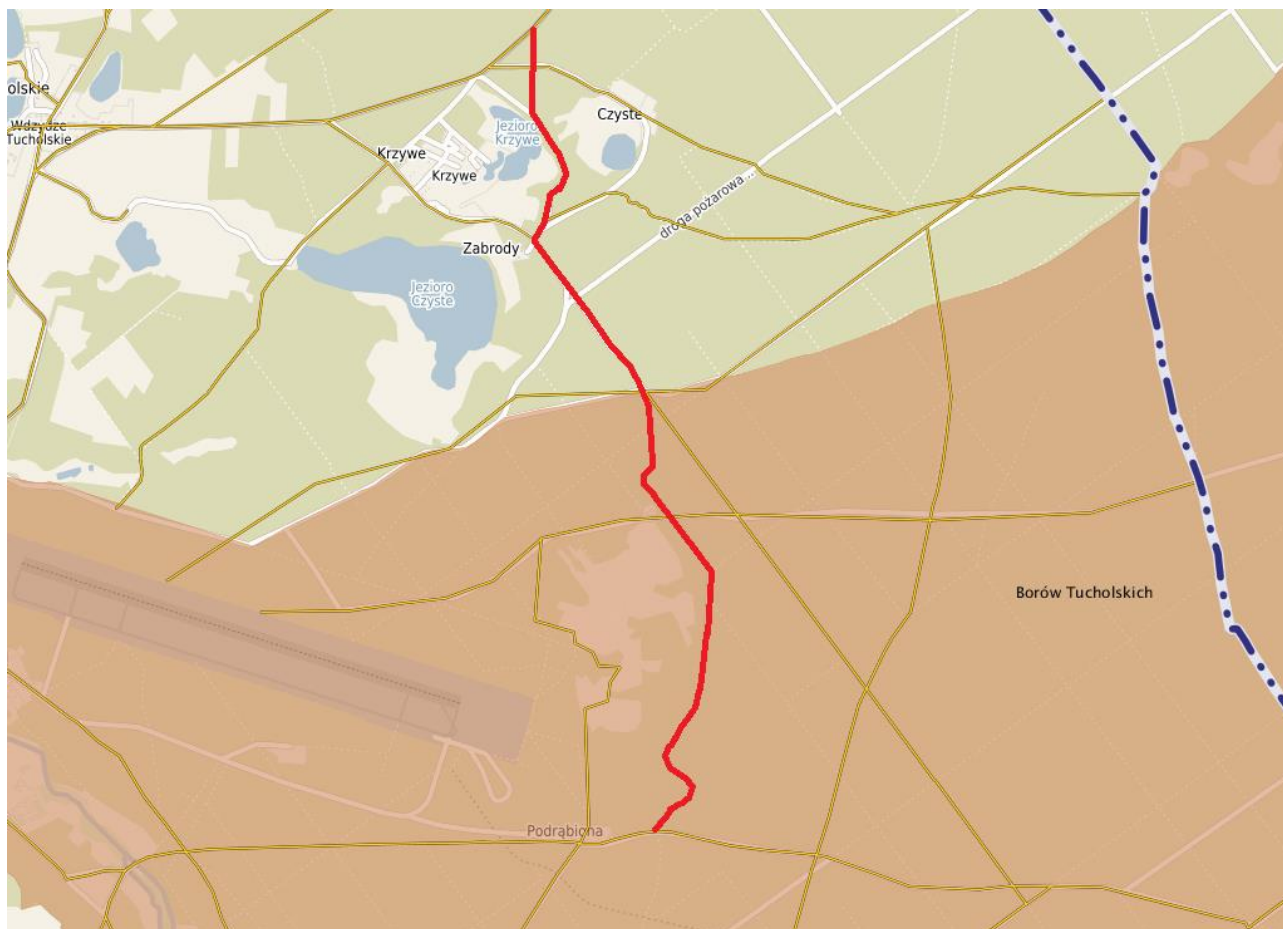 olskie
Wdzydze
Tucholskie
Jezioro
Krzywe
Czyste
Krzywe
Krzywe
droga pożarowa ...
Zabrody
Jezioro
Czyste
Borów Tucholskich
Podrąbiona